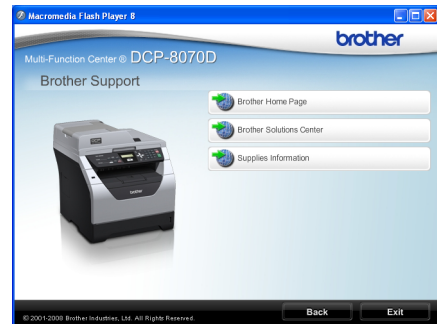 Macromedia Flash Player 8
brother
Multi-Function Center ® DCP-8070D
Brother Support
Brother Home Page
Brother Solutions Center
Supplies Information
brother
© 2001-2008 Brother Industries, Ltd. All Rights Reserved.
Back
Exit